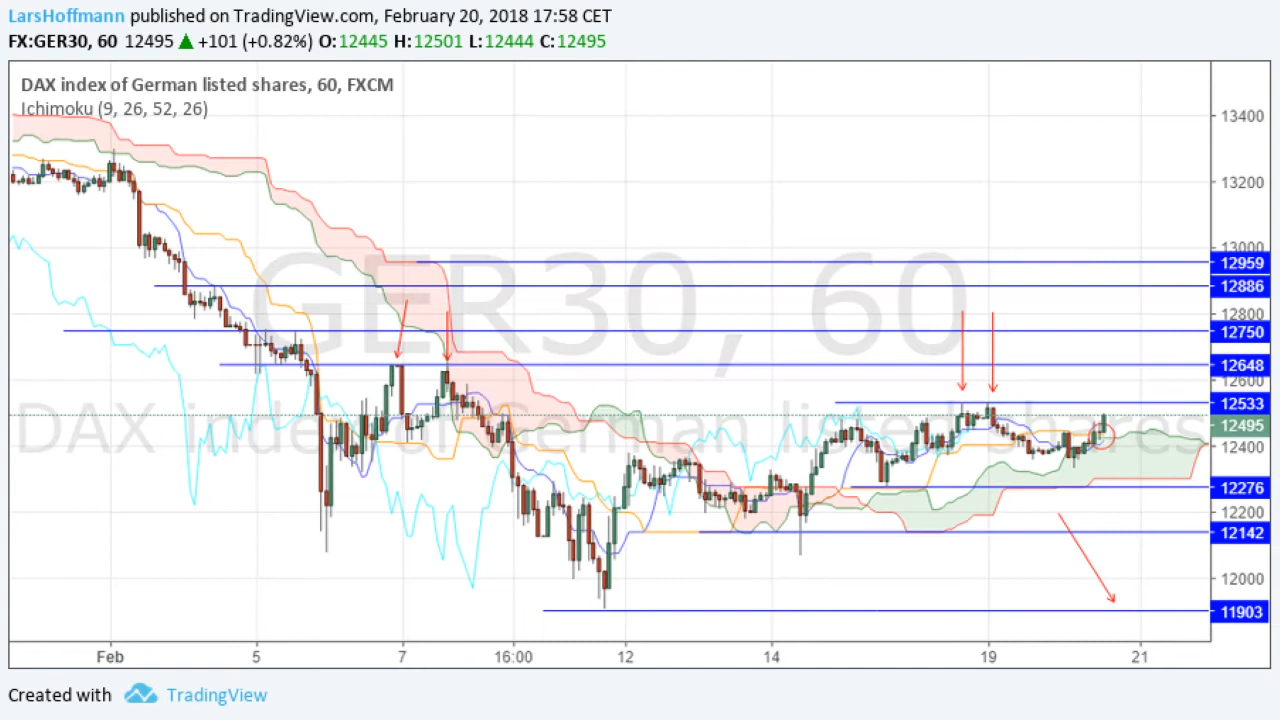 LarsHoffmann published on TradingView.com, February 20, 2018 17:58 CET
FX:GER30, 60 12495 ▲ +101 (+0.82%) O:12445 H:12501 L:12444 C:12495
DAX index of German listed shares, 60, FXCM
Ichimoku (9, 26, 52, 26)
GER30, 60
DAX index of German listed shares
13400
13200
13000
12959
12886
12800
12750
12648
12600
12533
12495
12400
12276
12200
12142
12000
11903
Feb 5 7 16:00 12 14 19 21
Created with TradingView